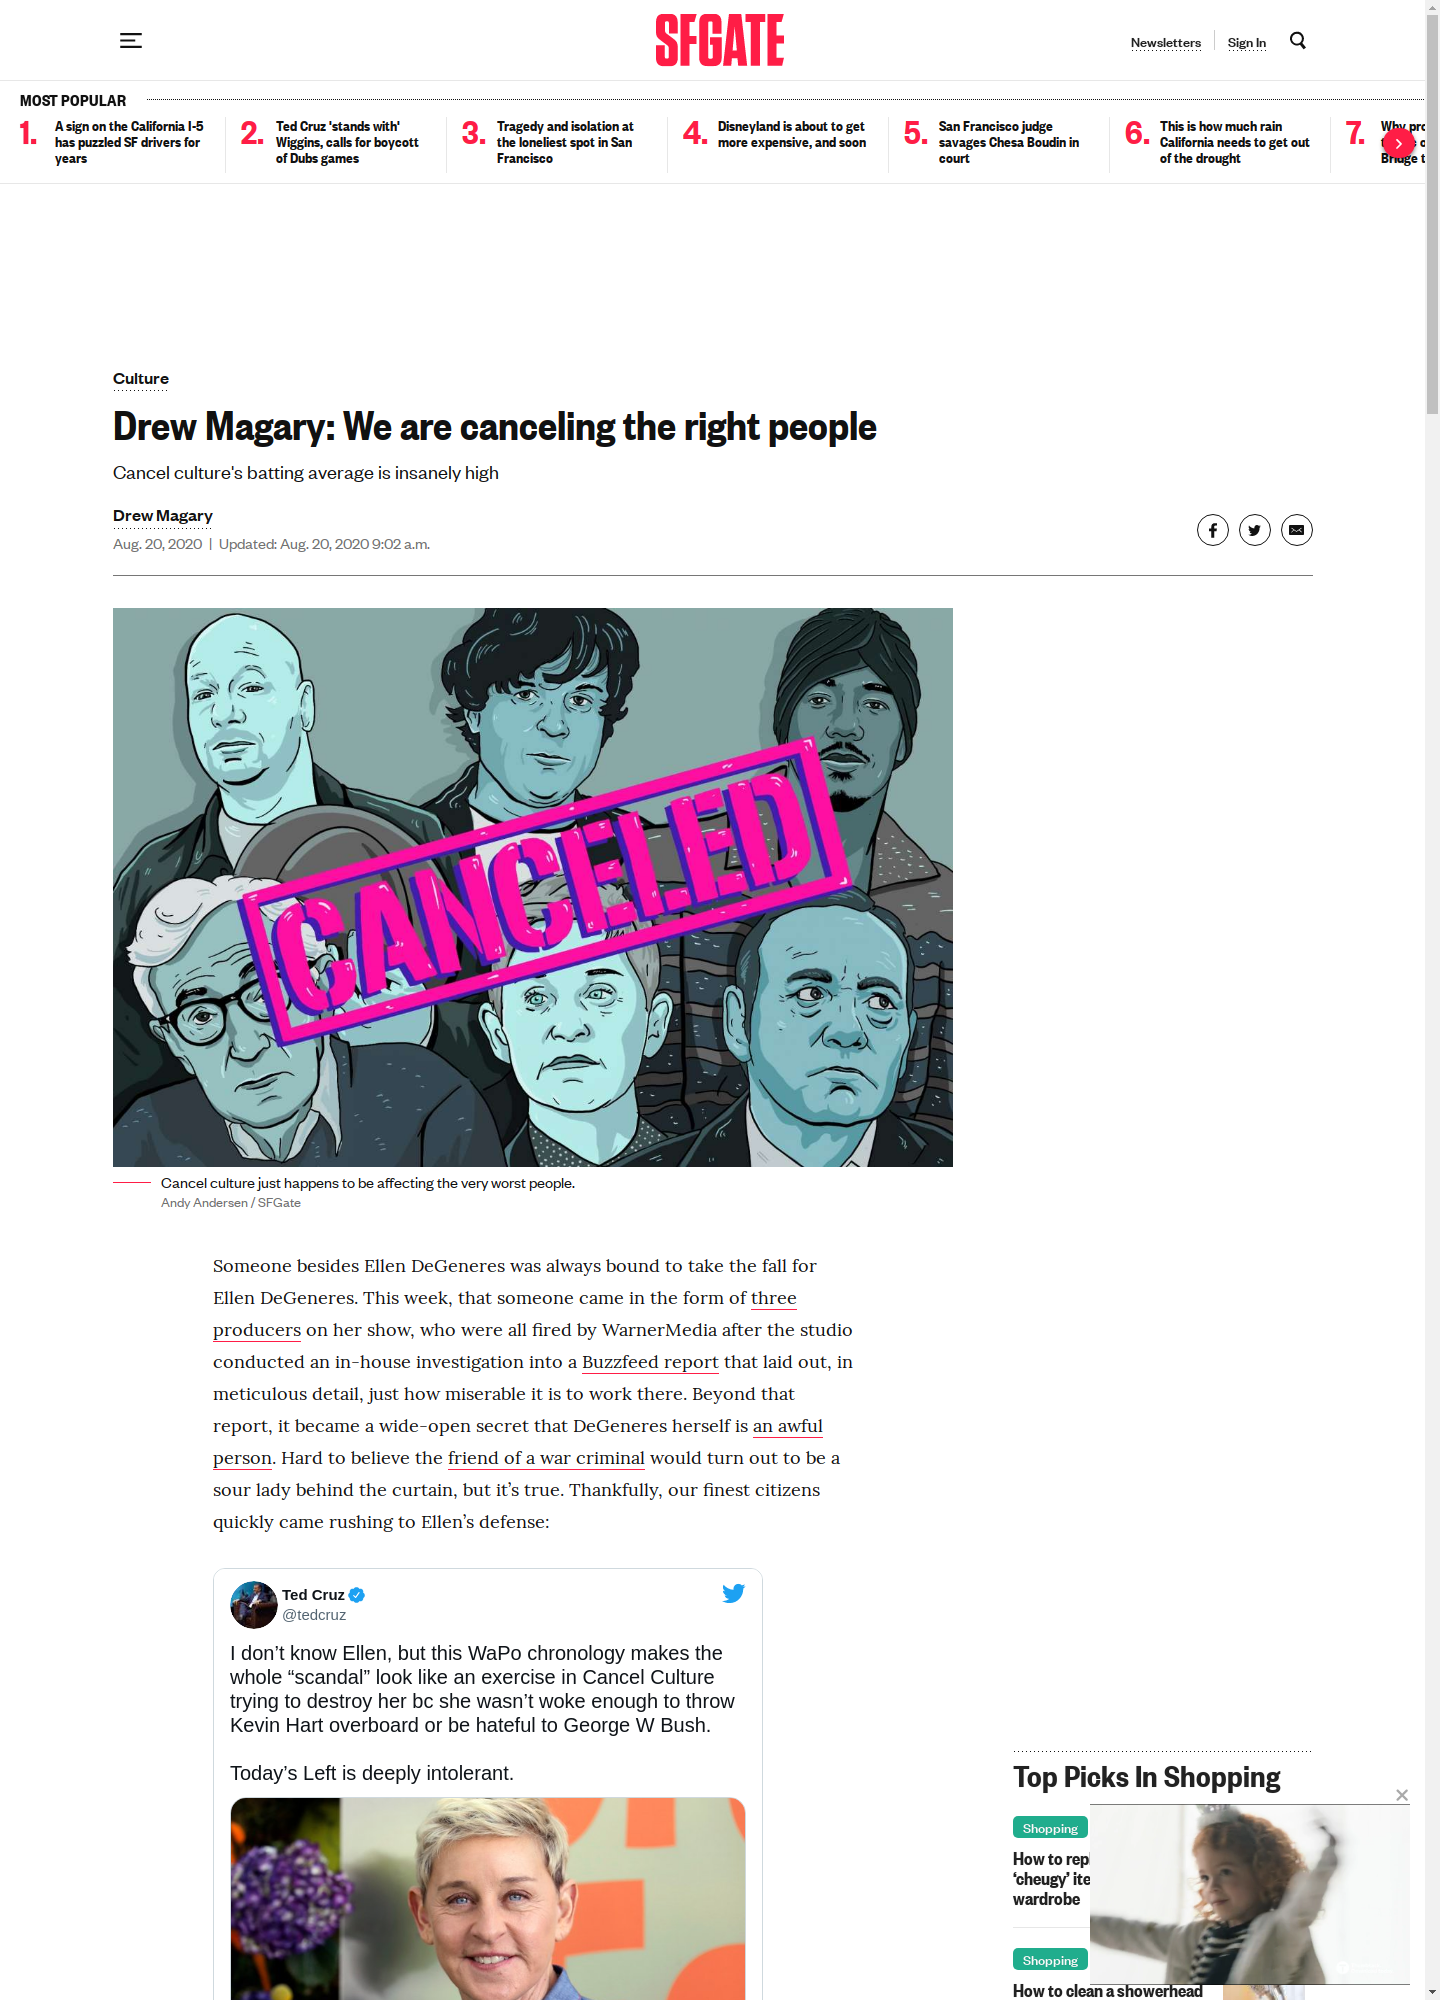 SFGATE
Newsletters
Sign In
MOST POPULAR
1.
A sign on the California I-5
has puzzled SF drivers for
years
2.
Ted Cruz 'stands with'
Wiggins, calls for boycott
of Dubs games
3.
Tragedy and isolation at
the loneliest spot in San
Francisco
4.
Disneyland is about to get
more expensive, and soon
5.
San Francisco judge
savages Chesa Boudin in
court
6.
This is how much rain
California needs to get out
of the drought
7.
Why
Bridge
Culture
Drew Magary: We are canceling the right people
Cancel culture's batting average is insanely high
Drew Magary
Aug. 20, 2020 | Updated: Aug. 20, 2020 9:02 a.m.
CANCELED
Cancel culture just happens to be affecting the very worst people.
Andy Andersen / SFGate
Someone besides Ellen DeGeneres was always bound to take the fall for
Ellen DeGeneres. This week, that someone came in the form of three
producers on her show, who were all fired by WarnerMedia after the studio
conducted an in-house investigation into a Buzzfeed report that laid out, in
meticulous detail, just how miserable it is to work there. Beyond that
report, it became a wide-open secret that DeGeneres herself is an awful
person. Hard to believe the friend of a war criminal would turn out to be a
sour lady behind the curtain, but it’s true. Thankfully, our finest citizens
quickly came rushing to Ellen’s defense:
Ted Cruz
@tedcruz
I don’t know Ellen, but this WaPo chronology makes the
whole “scandal” look like an exercise in Cancel Culture
trying to destroy her bc she wasn’t woke enough to throw
Kevin Hart overboard or be hateful to George W Bush.
Today’s Left is deeply intolerant.
Top Picks In Shopping
Shopping
How to rep
‘cheugy’ ite
wardrobe
Shopping
How to clean a showerhead